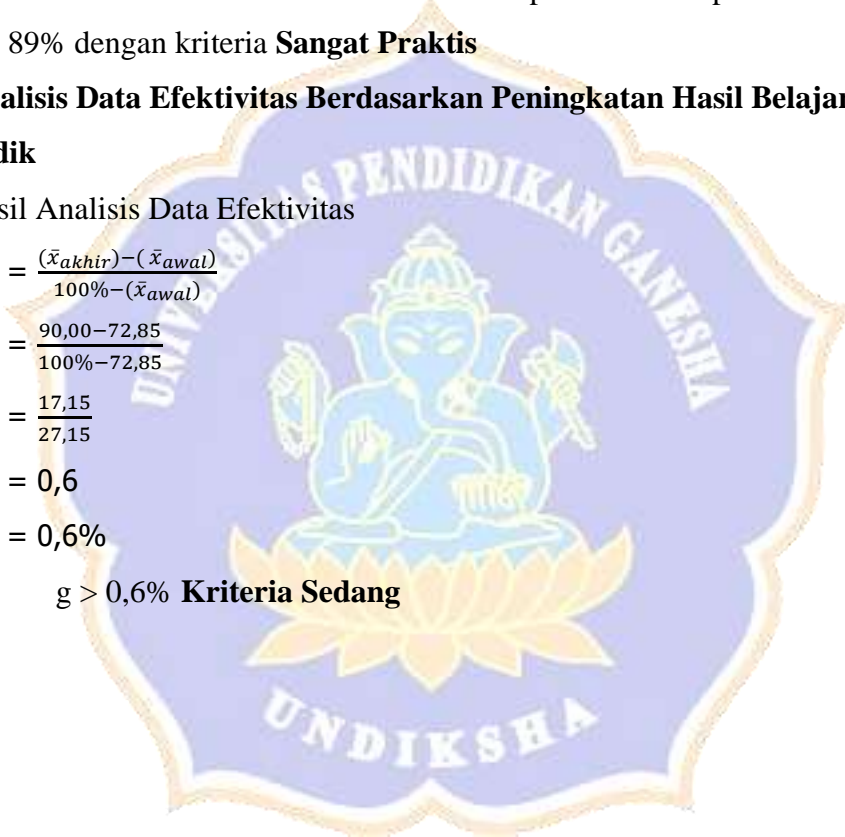 89% dengan kriteria Sangat Praktis
alisis Data Efektivitas Berdasarkan Peningkatan Hasil Belajar
dik
sil Analisis Data Efektivitas
= (x̄akhir)−( x̄awal) / 100%−(x̄awal)
= 90,00−72,85 / 100%−72,85
= 17,15 / 27,15
= 0,6
= 0,6%
g > 0,6% Kriteria Sedang
UNIVERSITAS PENDIDIKAN GANESHA
UNDIKSHA